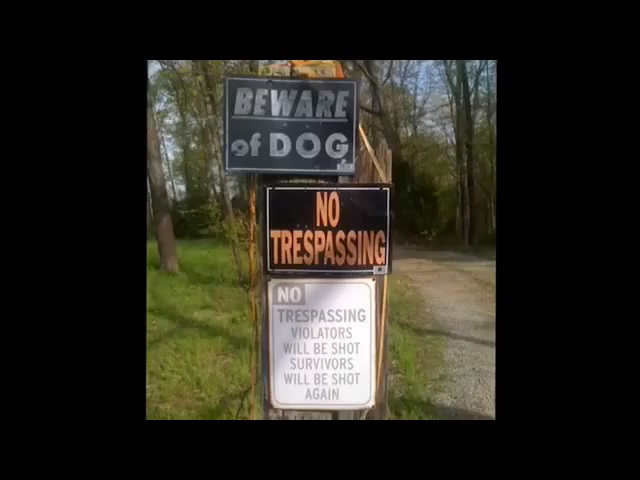 BEWARE
of DOG
NO
TRESPASSING
NO
TRESPASSING
VIOLATORS
WILL BE SHOT
SURVIVORS
WILL BE SHOT
AGAIN